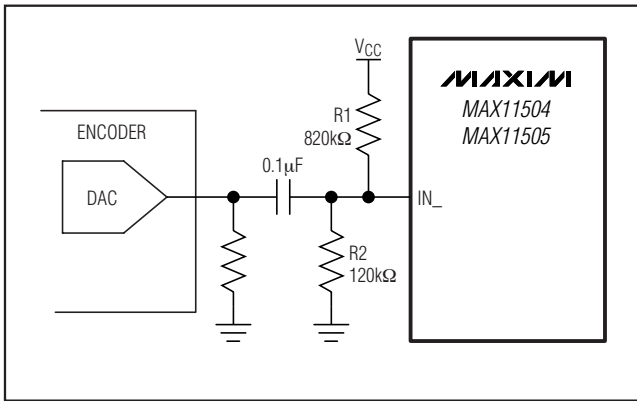 VCC
MAXIM
MAX11504
MAX11505
R1
820kΩ
ENCODER
0.1μF
DAC
IN_
R2
120kΩ